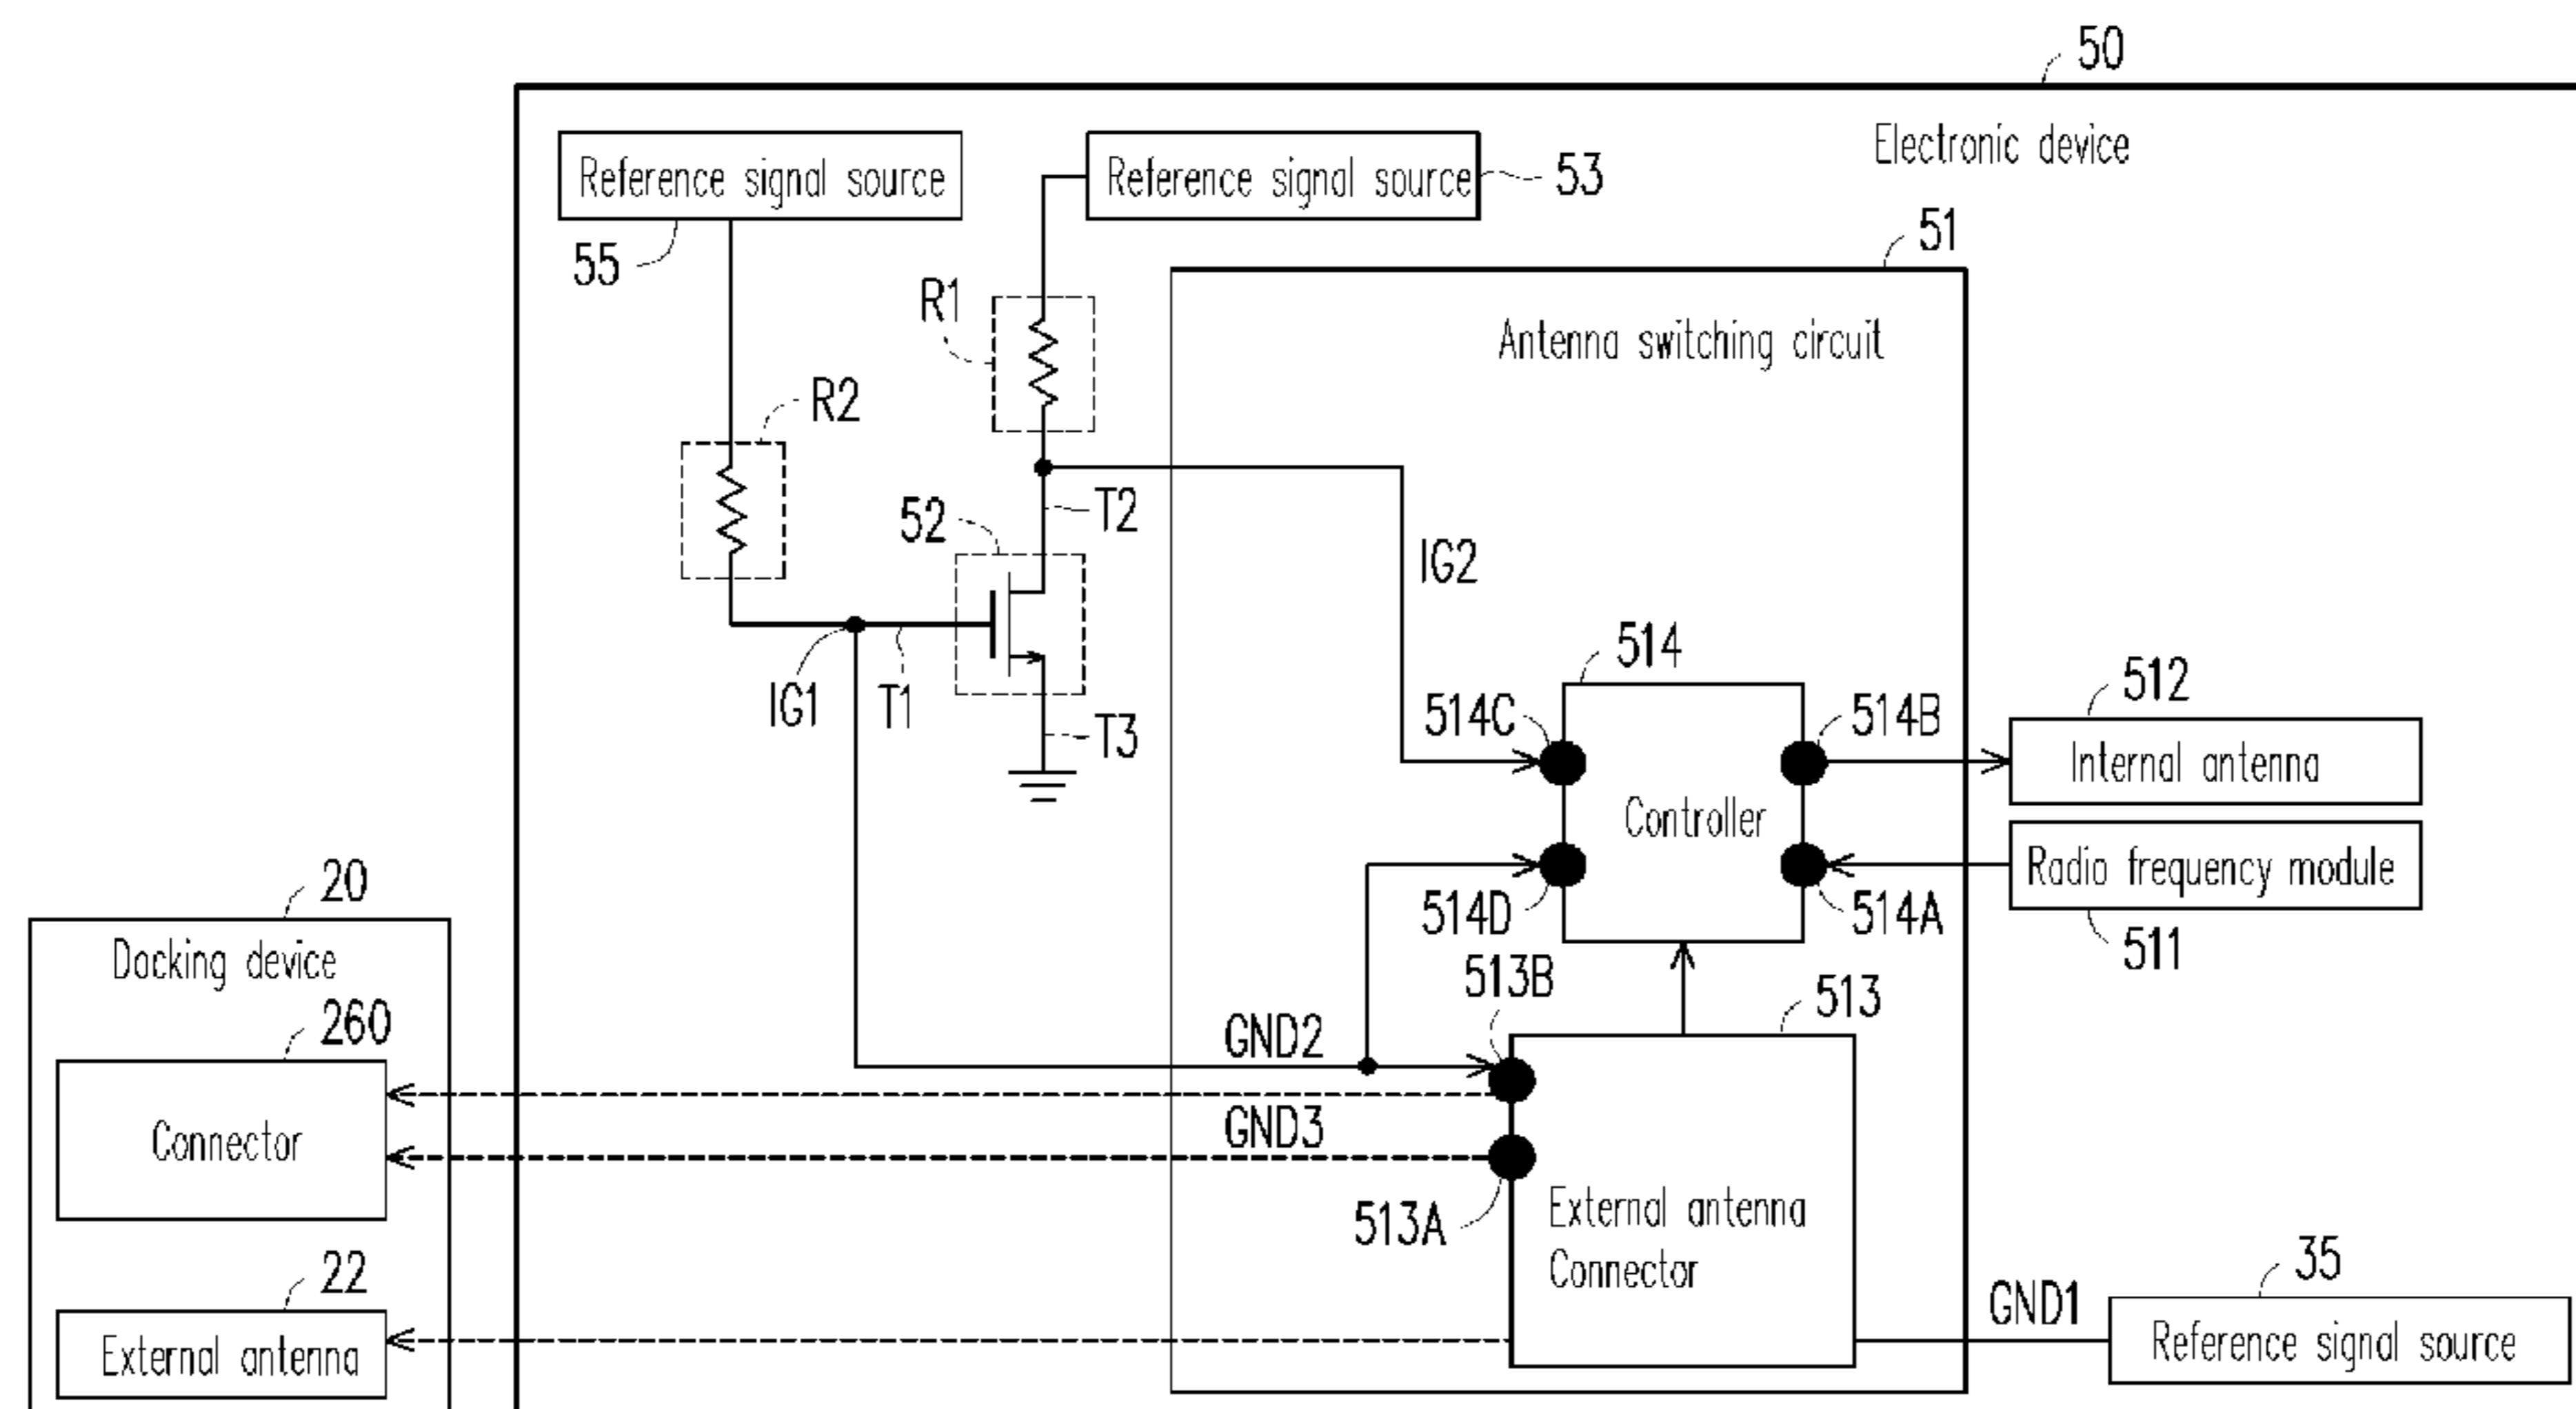 50
Electronic device
Reference signal source
55
Reference signal source
53
51
Antenna switching circuit
R1
R2
52
T2
IG2
IG1
T1
T3
514
514C
514B
512
Internal antenna
Controller
514D
514A
Radio frequency module
511
20
Docking device
513B
513
260
Connector
GND2
GND3
513A
External antenna
Connector
22
External antenna
GND1
35
Reference signal source